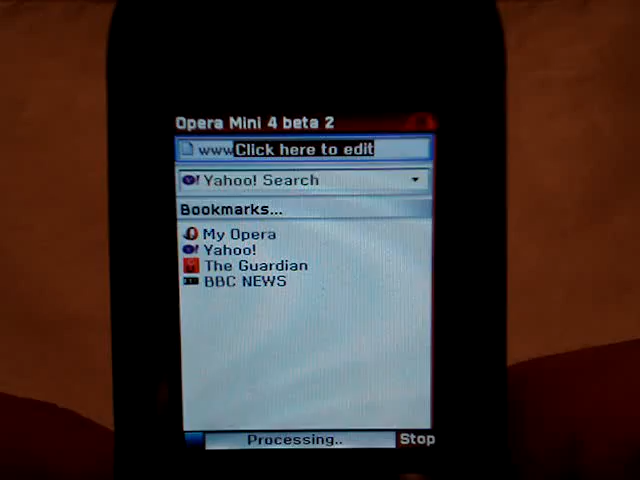 Opera Mini 4 beta 2
wwwClick here to edit
Yahoo! Search
Bookmarks...
My Opera
Yahoo!
The Guardian
BBC NEWS
Processing.. Stop